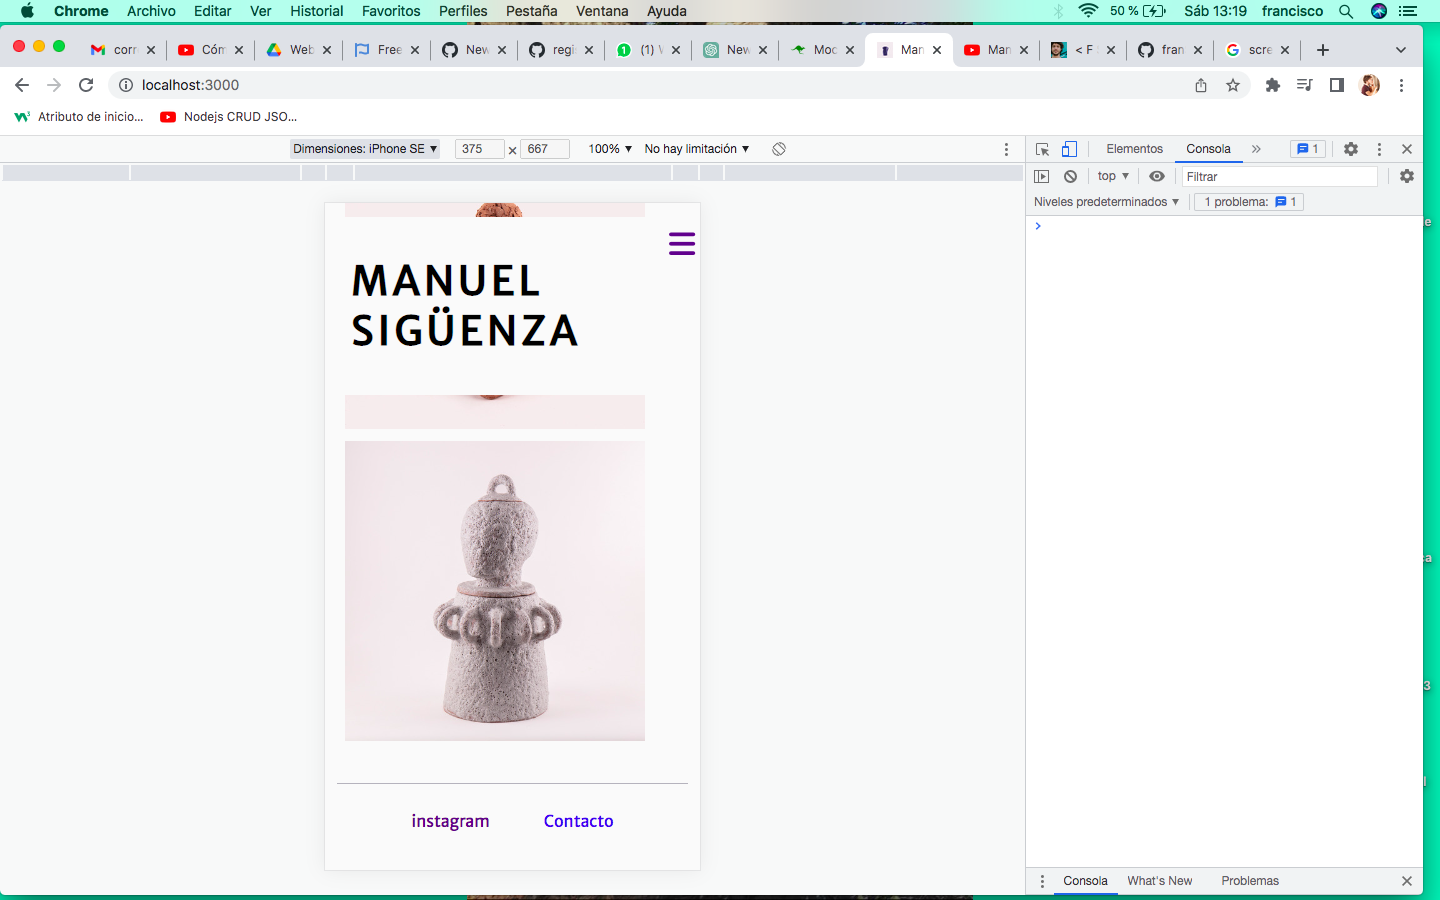 Chrome Archivo Editar Ver Historial Favoritos Perfiles Pestaña Ventana Ayuda 50 % Sáb 13:19 francisco
corr Cóm Web Free New regi (1) New Moc Man Man < F fran scre
localhost:3000
Atributo de inicio... Nodejs CRUD JSO...
Dimensiones: iPhone SE ▼ 375 × 667 100% ▼ No hay limitación ▼
Elementos Consola » 1
top ▼ Filtrar
Niveles predeterminados ▼ 1 problema: 1
MANUEL
SIGÜENZA
instagram Contacto
Consola What's New Problemas